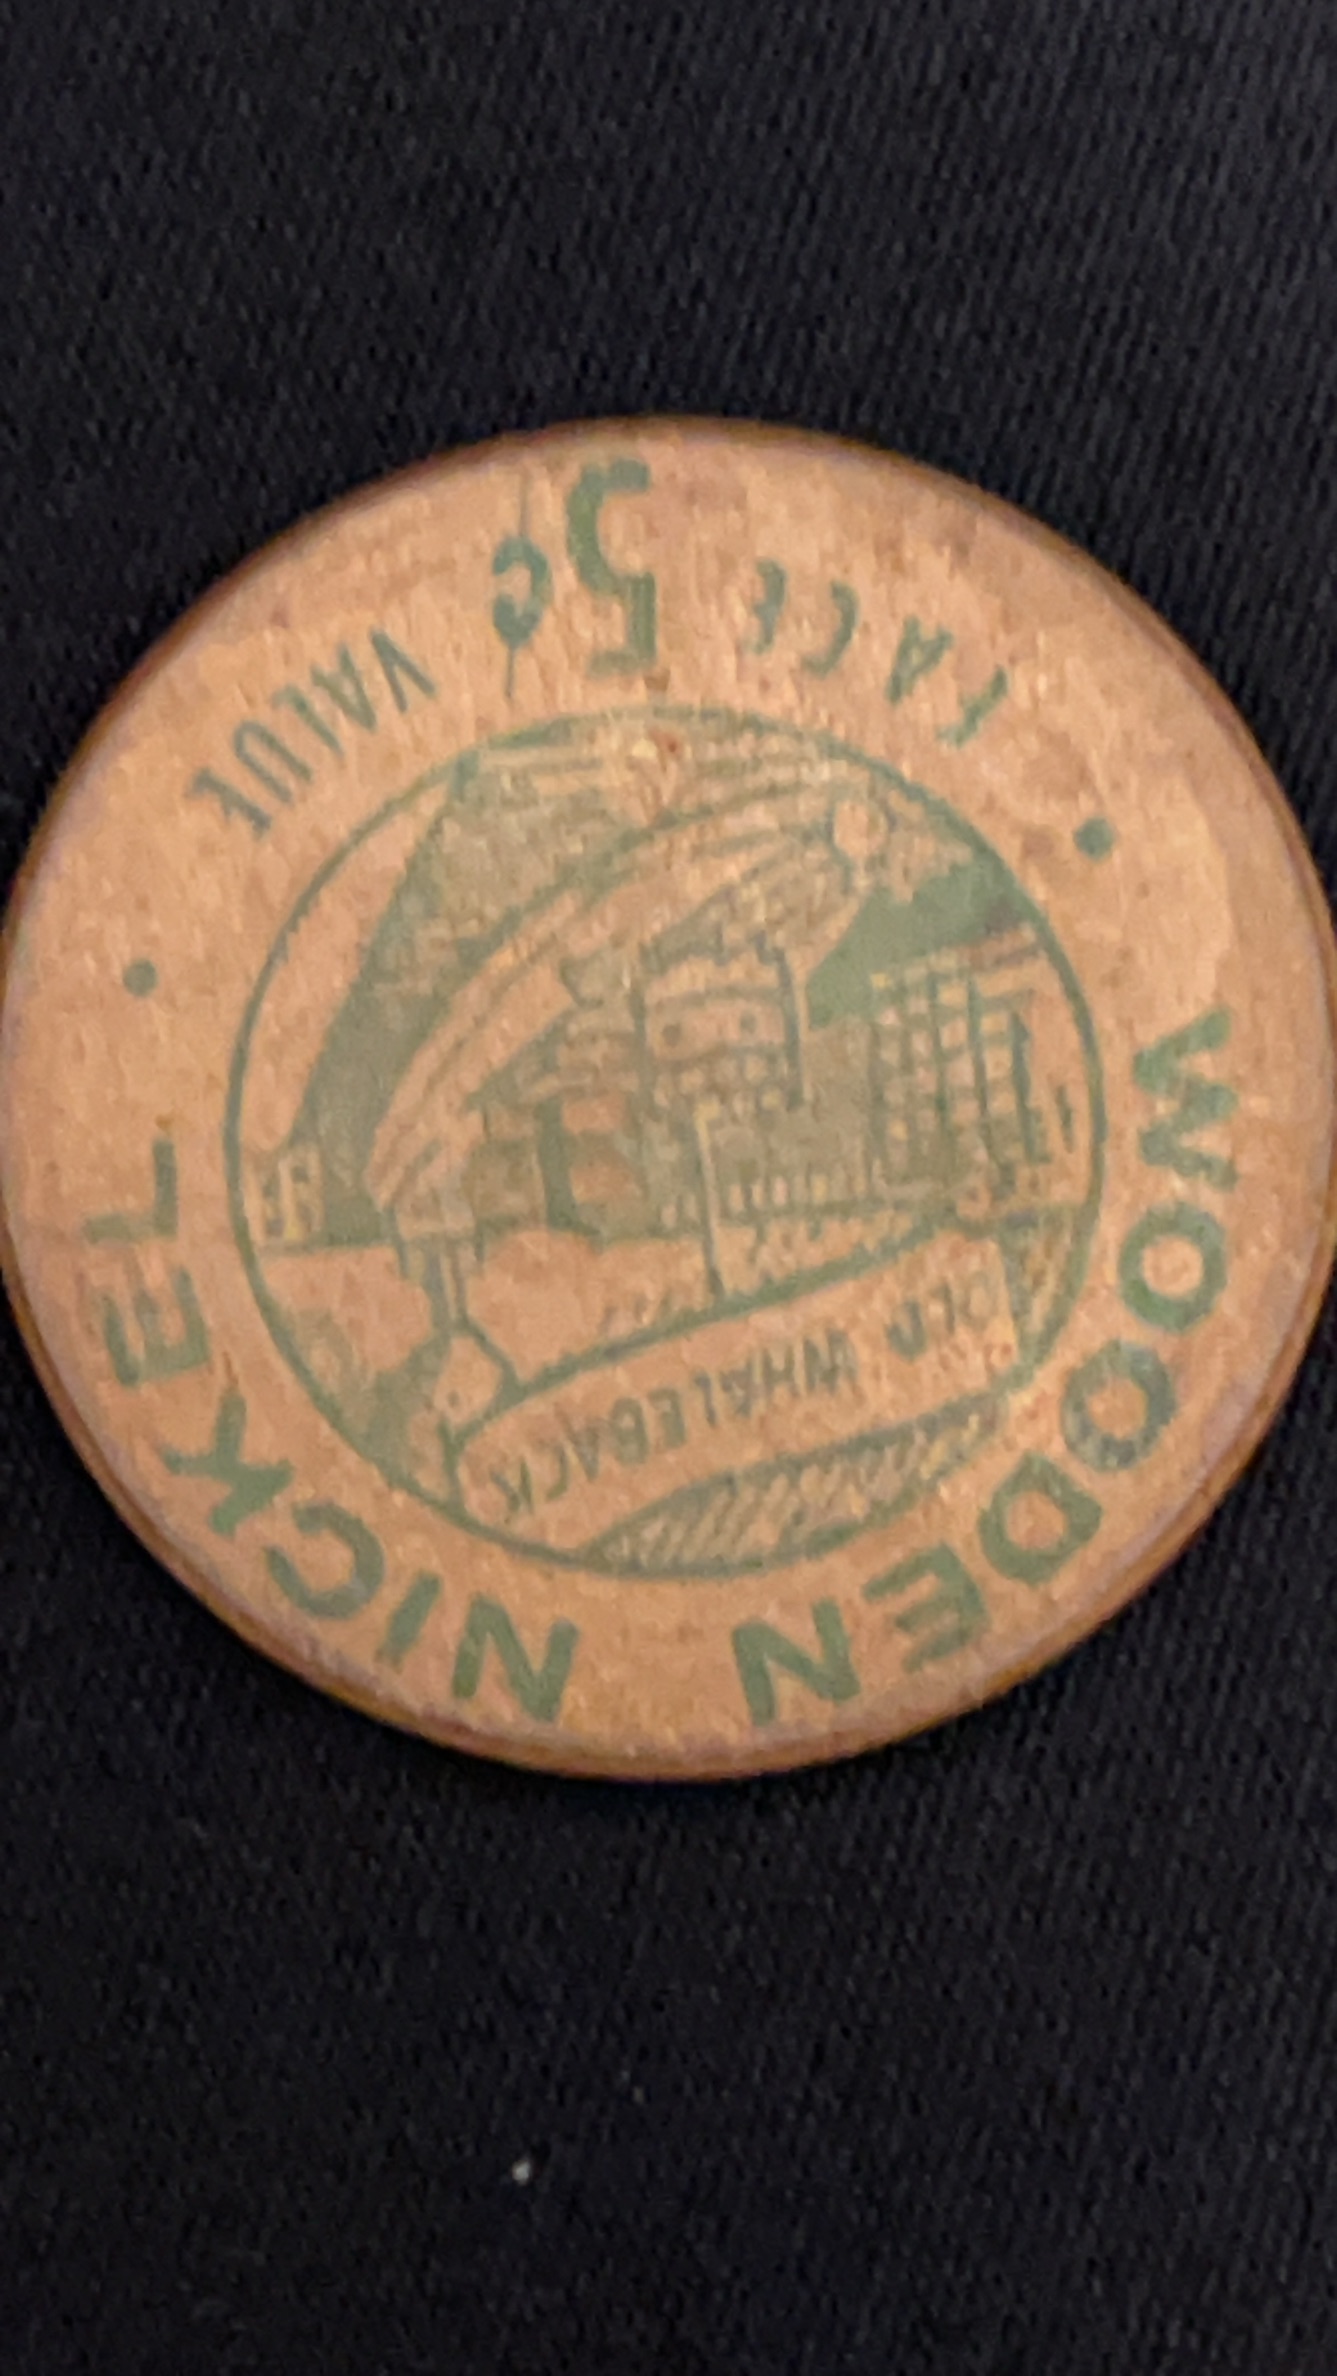 WOODEN NICKEL
OLD WHALEBACK
FACE 5¢ VALUE